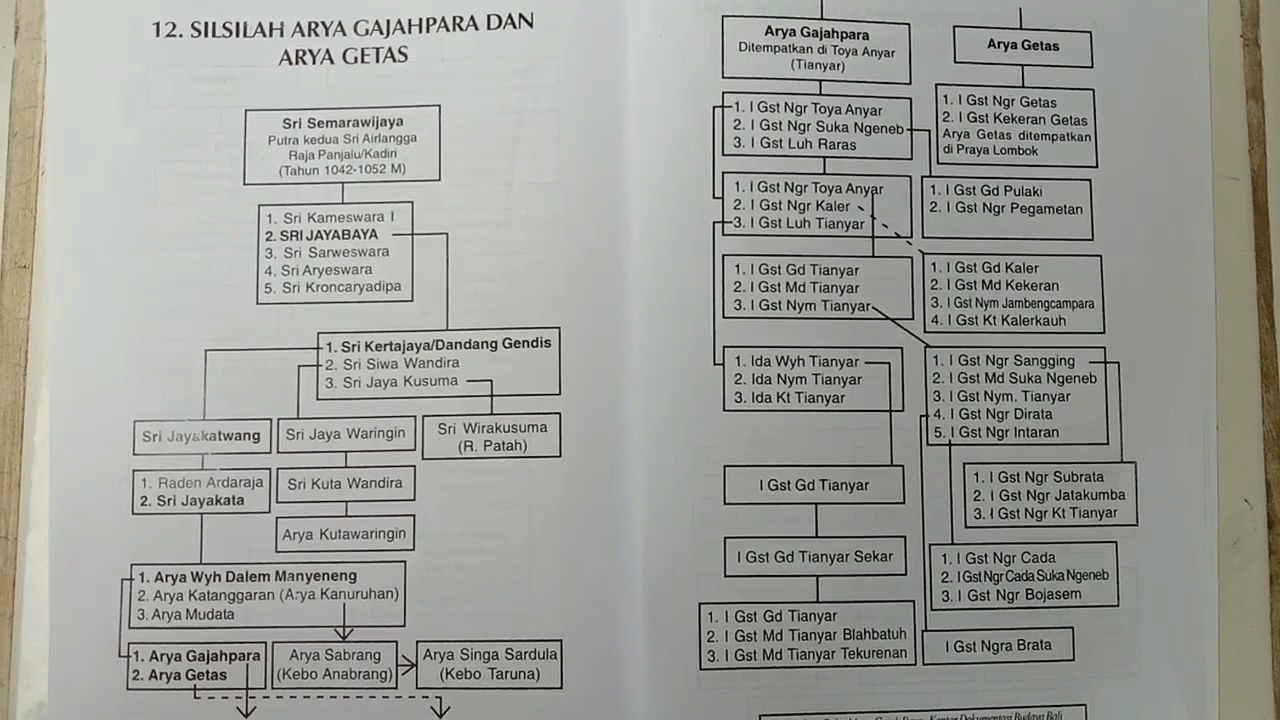 12. SILSILAH ARYA GAJAHPARA DAN
ARYA GETAS
Sri Semarawijaya
Putra kedua Sri Airlangga
Raja Panjalu/Kadiri
(Tahun 1042-1052 M)
1. Sri Kameswara I
2. SRI JAYABAYA
3. Sri Sarweswara
4. Sri Aryeswara
5. Sri Kroncaryadipa
1. Sri Kertajaya/Dandang Gendis
2. Sri Siwa Wandira
3. Sri Jaya Kusuma
Sri Jayakatwang
Sri Jaya Waringin
Sri Wirakusuma
(R. Patah)
1. Raden Ardaraja
2. Sri Jayakata
Sri Kuta Wandira
Arya Kutawaringin
1. Arya Wyh Dalem Manyeneng
2. Arya Katanggaran (Arya Kanuruhan)
3. Arya Mudata
1. Arya Gajahpara
2. Arya Getas
Arya Sabrang
(Kebo Anabrang)
Arya Singa Sardula
(Kebo Taruna)
Arya Gajahpara
Ditempatkan di Toya Anyar
(Tianyar)
Arya Getas
1. I Gst Ngr Toya Anyar
2. I Gst Ngr Suka Ngeneb
3. I Gst Luh Raras
1. I Gst Ngr Getas
2. I Gst Kekeran Getas
Arya Getas ditempatkan
di Praya Lombok
1. I Gst Ngr Toya Anyar
2. I Gst Ngr Kaler
3. I Gst Luh Tianyar
1. I Gst Gd Pulaki
2. I Gst Ngr Pegametan
1. I Gst Gd Tianyar
2. I Gst Md Tianyar
3. I Gst Nym Tianyar
1. I Gst Gd Kaler
2. I Gst Md Kekeran
3. I Gst Nym Jambengcampara
4. I Gst Kt Kalerkauh
1. Ida Wyh Tianyar
2. Ida Nym Tianyar
3. Ida Kt Tianyar
1. I Gst Ngr Sangging
2. I Gst Md Suka Ngeneb
3. I Gst Nym. Tianyar
4. I Gst Ngr Dirata
5. I Gst Ngr Intaran
I Gst Gd Tianyar
1. I Gst Ngr Subrata
2. I Gst Ngr Jatakumba
3. I Gst Ngr Kt Tianyar
I Gst Gd Tianyar Sekar
1. I Gst Ngr Cada
2. I Gst Ngr Cada Suka Ngeneb
3. I Gst Ngr Bojasem
1. I Gst Gd Tianyar
2. I Gst Md Tianyar Blahbatuh
3. I Gst Md Tianyar Tekurenan
I Gst Ngra Brata
Kantor Dokumentasi Budaya Bali